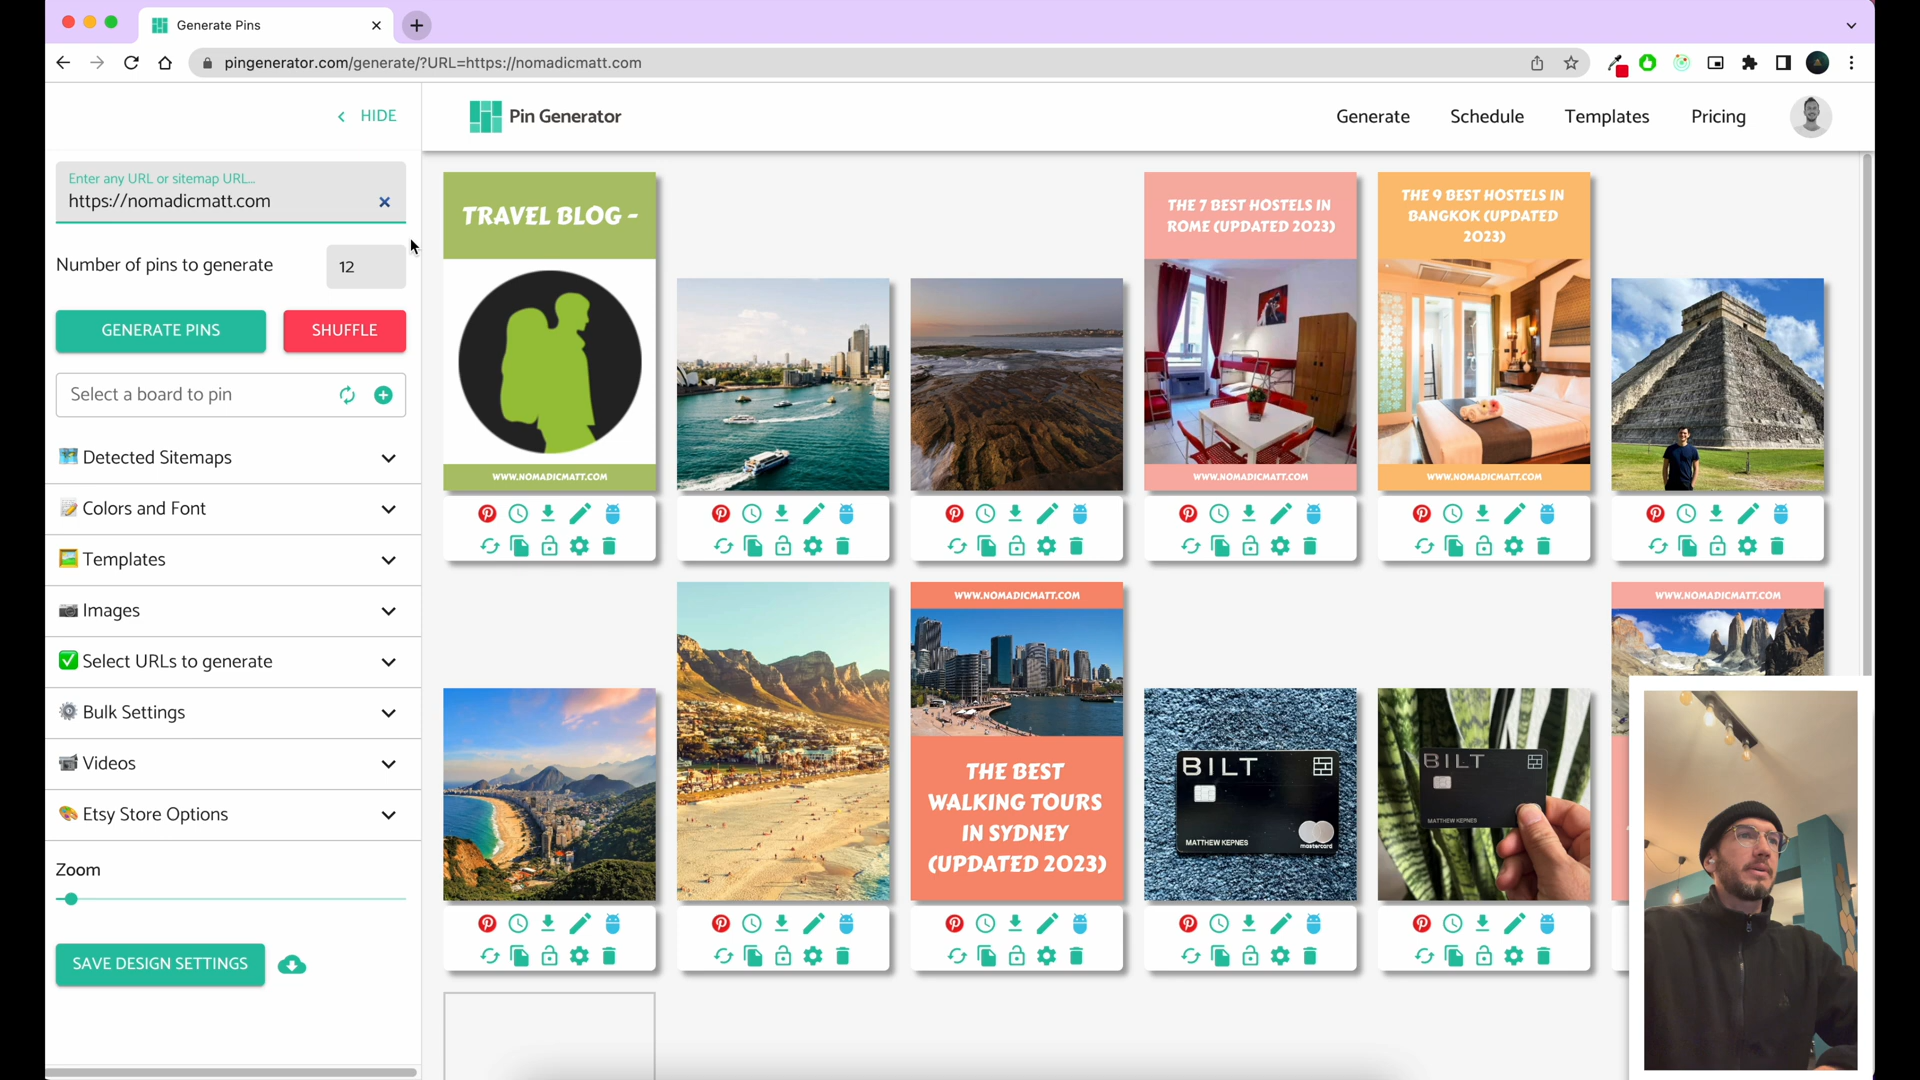 Generate Pins
pingenerator.com/generate/?URL=https://nomadicmatt.com
HIDE
Pin Generator
Generate
Schedule
Templates
Pricing
Enter any URL or sitemap URL...
https://nomadicmatt.com
Number of pins to generate
12
GENERATE PINS
SHUFFLE
Select a board to pin
Detected Sitemaps
Colors and Font
Templates
Images
Select URLs to generate
Bulk Settings
Videos
Etsy Store Options
Zoom
SAVE DESIGN SETTINGS
TRAVEL BLOG -
WWW.NOMADICMATT.COM
THE 7 BEST HOSTELS IN
ROME (UPDATED 2023)
WWW.NOMADICMATT.COM
THE 9 BEST HOSTELS IN
BANGKOK (UPDATED
2023)
WWW.NOMADICMATT.COM
WWW.NOMADICMATT.COM
THE BEST
WALKING TOURS
IN SYDNEY
(UPDATED 2023)
BILT
MATTHEW KEPNES
mastercard
BILT
MATTHEW KEPNES
WWW.NOMADICMATT.COM